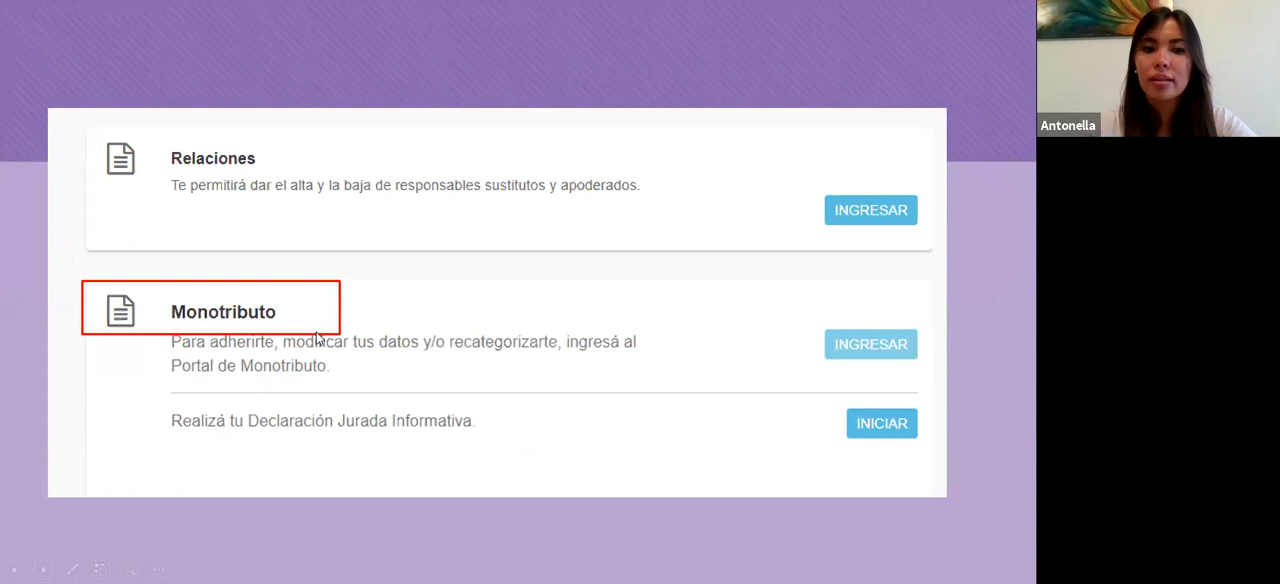 Relaciones
Te permitirá dar el alta y la baja de responsables sustitutos y apoderados.
INGRESAR
Monotributo
Para adherirte, modificar tus datos y/o recategorizarte, ingresá al
Portal de Monotributo.
INGRESAR
Realizá tu Declaración Jurada Informativa.
INICIAR
Antonella